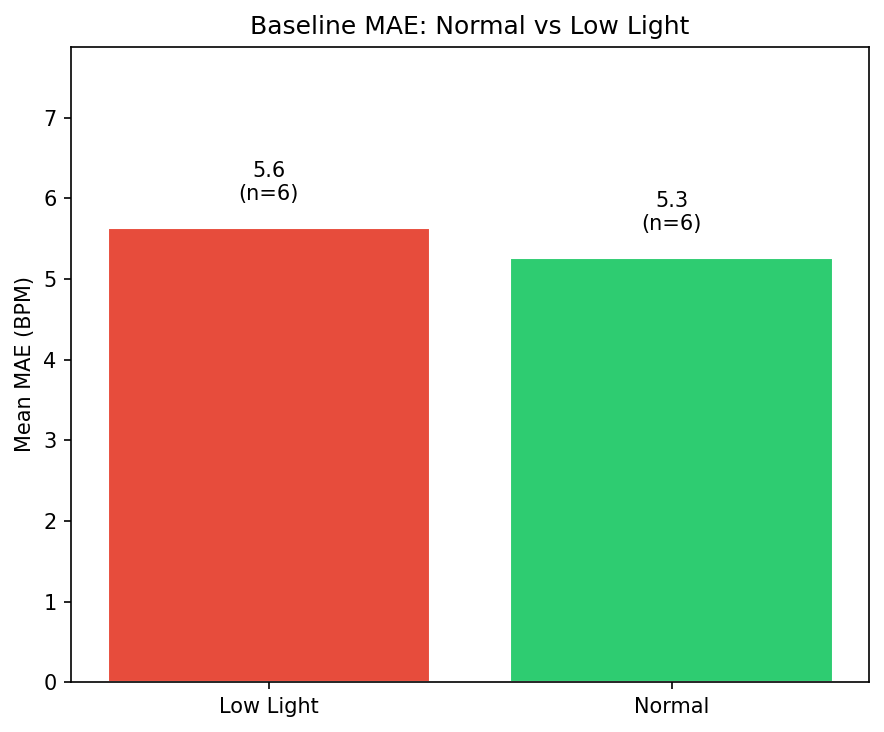 Baseline MAE: Normal vs Low Light
Mean MAE (BPM)
7
6
5
4
3
2
1
0
5.6
(n=6)
5.3
(n=6)
Low Light
Normal